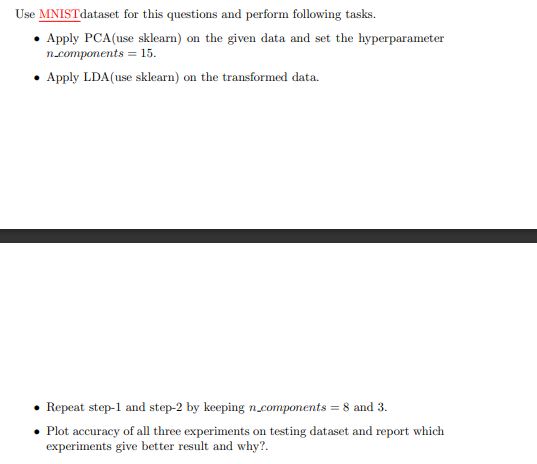 Use MNISTdataset for this questions and perform following tasks.
• Apply PCA(use sklearn) on the given data and set the hyperparameter
n_components = 15.
• Apply LDA(use sklearn) on the transformed data.
• Repeat step-1 and step-2 by keeping n_components = 8 and 3.
• Plot accuracy of all three experiments on testing dataset and report which
experiments give better result and why?.